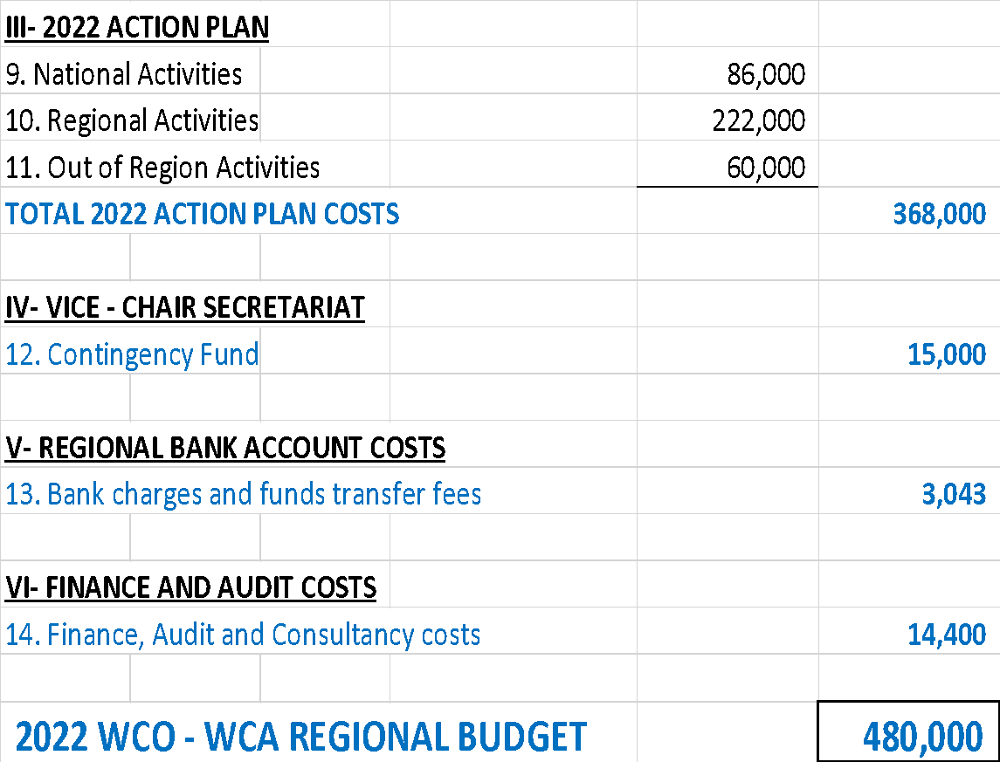 III- 2022 ACTION PLAN
9. National Activities 86,000
10. Regional Activities 222,000
11. Out of Region Activities 60,000
TOTAL 2022 ACTION PLAN COSTS 368,000
IV- VICE - CHAIR SECRETARIAT
12. Contingency Fund 15,000
V- REGIONAL BANK ACCOUNT COSTS
13. Bank charges and funds transfer fees 3,043
VI- FINANCE AND AUDIT COSTS
14. Finance, Audit and Consultancy costs 14,400
2022 WCO - WCA REGIONAL BUDGET 480,000